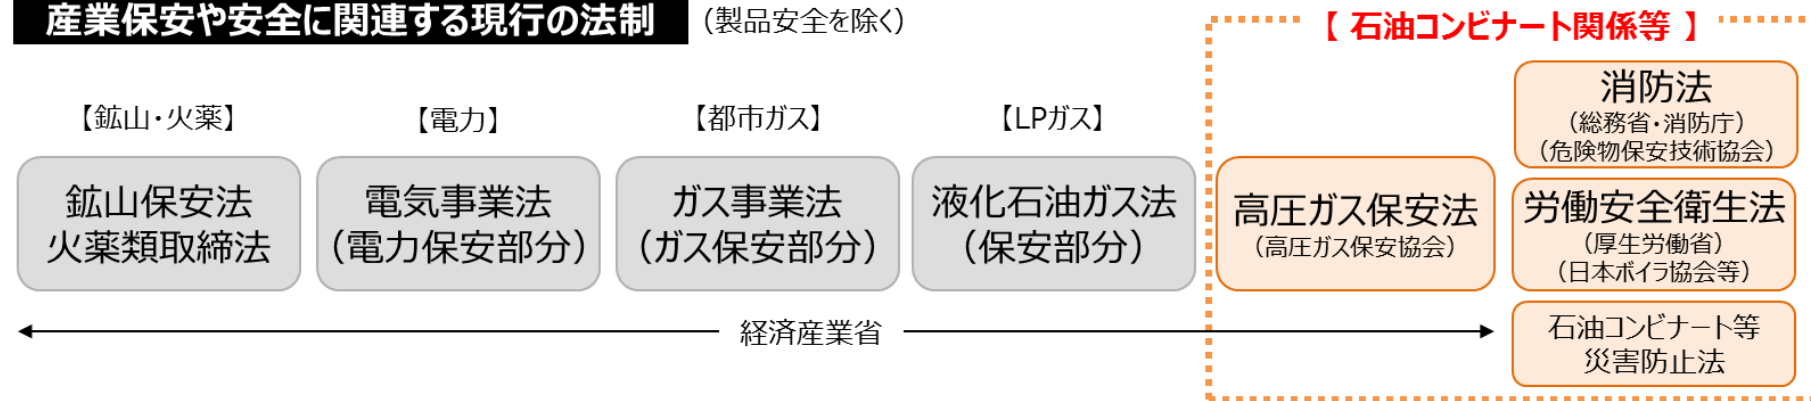 産業保安や安全に関連する現行の法制 （製品安全を除く）
【 石油コンビナート関係等 】
【鉱山・火薬】
鉱山保安法
火薬類取締法
【電力】
電気事業法
（電力保安部分）
【都市ガス】
ガス事業法
（ガス保安部分）
【LPガス】
液化石油ガス法
（保安部分）
高圧ガス保安法
（高圧ガス保安協会）
消防法
（総務省・消防庁）
（危険物保安技術協会）
労働安全衛生法
（厚生労働省）
（日本ボイラ協会等）
石油コンビナート等
災害防止法
経済産業省